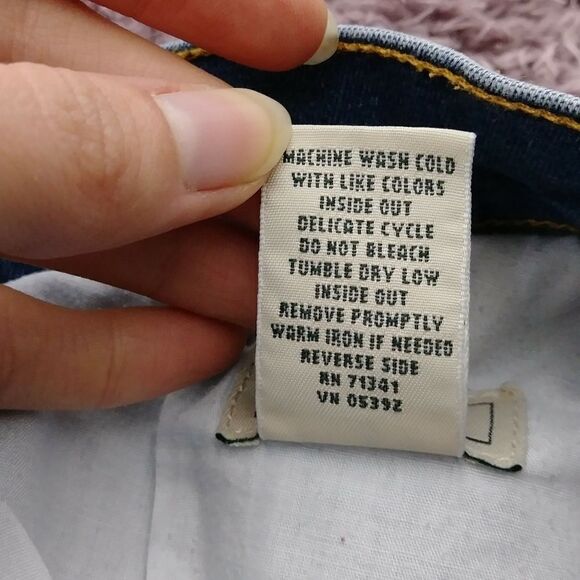 MACHINE WASH COLD
WITH LIKE COLORS
INSIDE OUT
DELICATE CYCLE
DO NOT BLEACH
TUMBLE DRY LOW
INSIDE OUT
REMOVE PROMPTLY
WARM IRON IF NEEDED
REVERSE SIDE
RN 71341
VN 05392